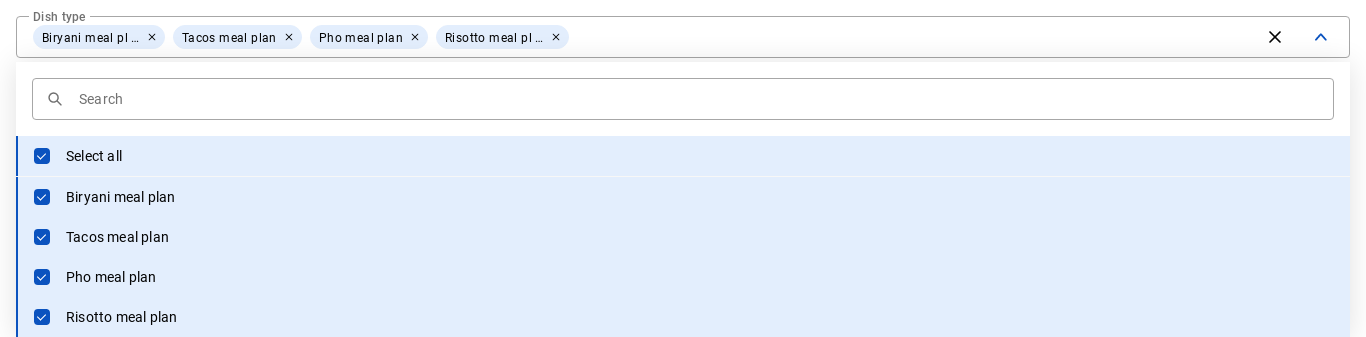 Dish type
Biryani meal pl ... Tacos meal plan Pho meal plan Risotto meal pl ...
Search
Select all
Biryani meal plan
Tacos meal plan
Pho meal plan
Risotto meal plan